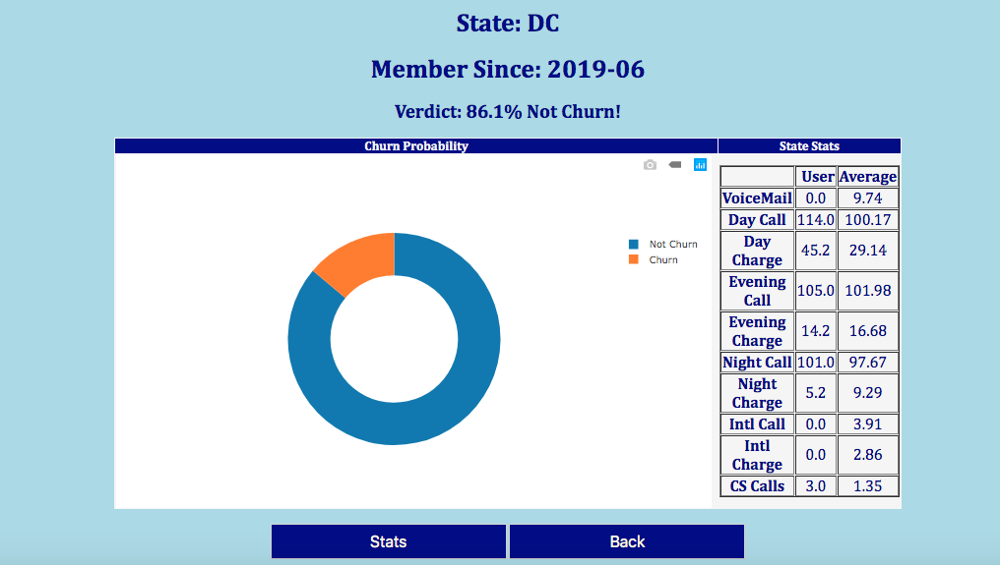 State: DC
Member Since: 2019-06
Verdict: 86.1% Not Churn!
Churn Probability
Not Churn
Churn
State Stats
User Average
VoiceMail 0.0 9.74
Day Call 114.0 100.17
Day
Charge 45.2 29.14
Evening
Call 105.0 101.98
Evening
Charge 14.2 16.68
Night Call 101.0 97.67
Night
Charge 5.2 9.29
Intl Call 0.0 3.91
Intl
Charge 0.0 2.86
CS Calls 3.0 1.35
Stats
Back